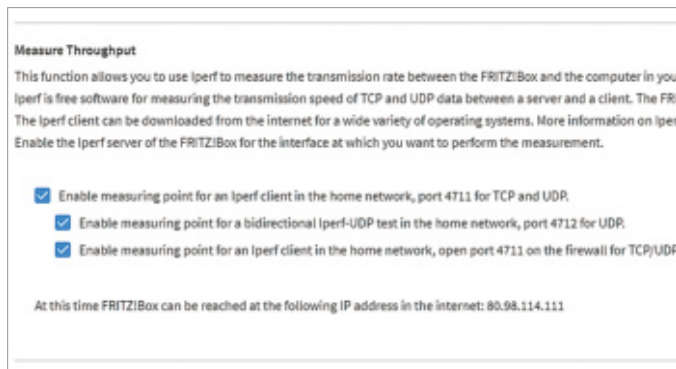 Measure Throughput
This function allows you to use Iperf to measure the transmission rate between the FRITZ!Box and the computer in you
Iperf is free software for measuring the transmission speed of TCP and UDP data between a server and a client. The FRI
The Iperf client can be downloaded from the internet for a wide variety of operating systems. More information on Iper
Enable the Iperf server of the FRITZ!Box for the interface at which you want to perform the measurement.
Enable measuring point for an Iperf client in the home network, port 4711 for TCP and UDP.
Enable measuring point for a bidirectional Iperf-UDP test in the home network, port 4712 for UDP.
Enable measuring point for an Iperf client in the home network, open port 4711 on the firewall for TCP/UDP
At this time FRITZ!Box can be reached at the following IP address in the internet: 80.98.114.111